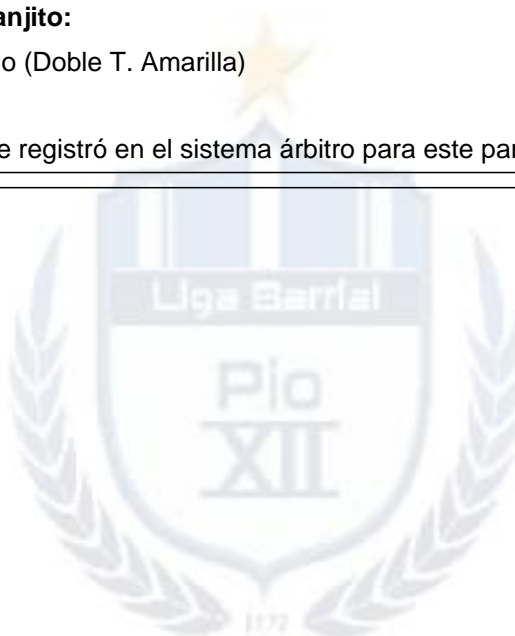 anjito:
o (Doble T. Amarilla)
e registró en el sistema árbitro para este par
Liga Barrial
Pio
XII